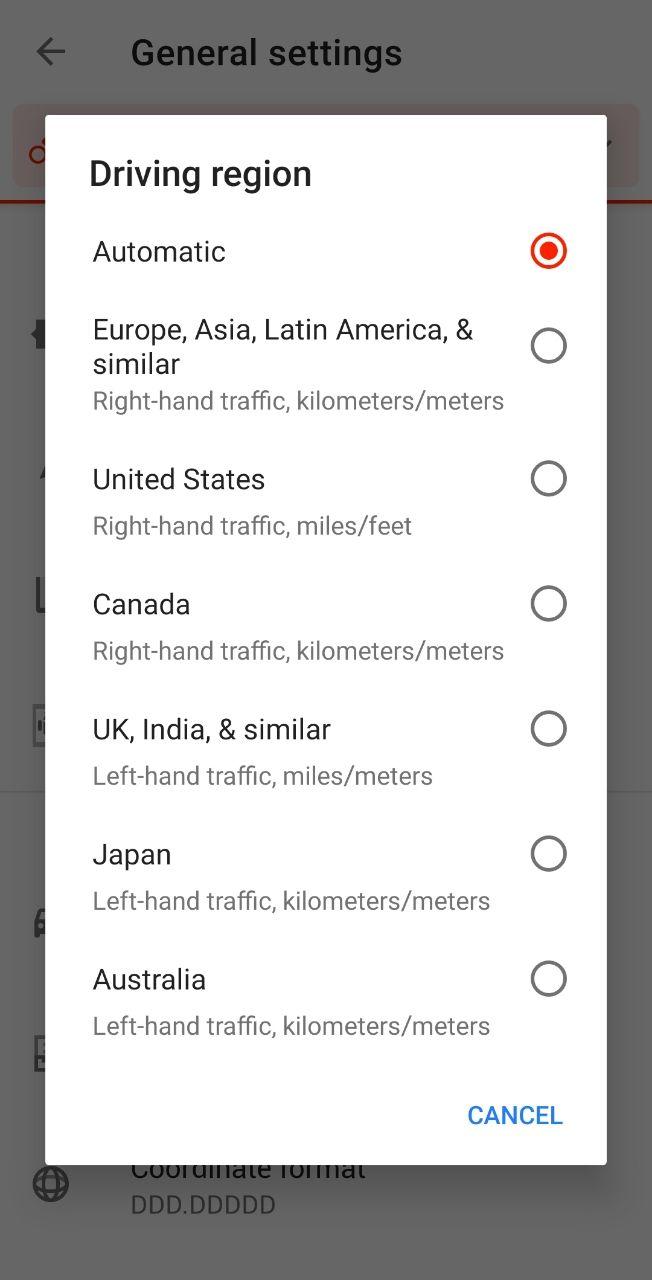 General settings
Driving region
Automatic
Europe, Asia, Latin America, &
similar
Right-hand traffic, kilometers/meters
United States
Right-hand traffic, miles/feet
Canada
Right-hand traffic, kilometers/meters
UK, India, & similar
Left-hand traffic, miles/meters
Japan
Left-hand traffic, kilometers/meters
Australia
Left-hand traffic, kilometers/meters
CANCEL
Coordinate format
DDD.DDDDD